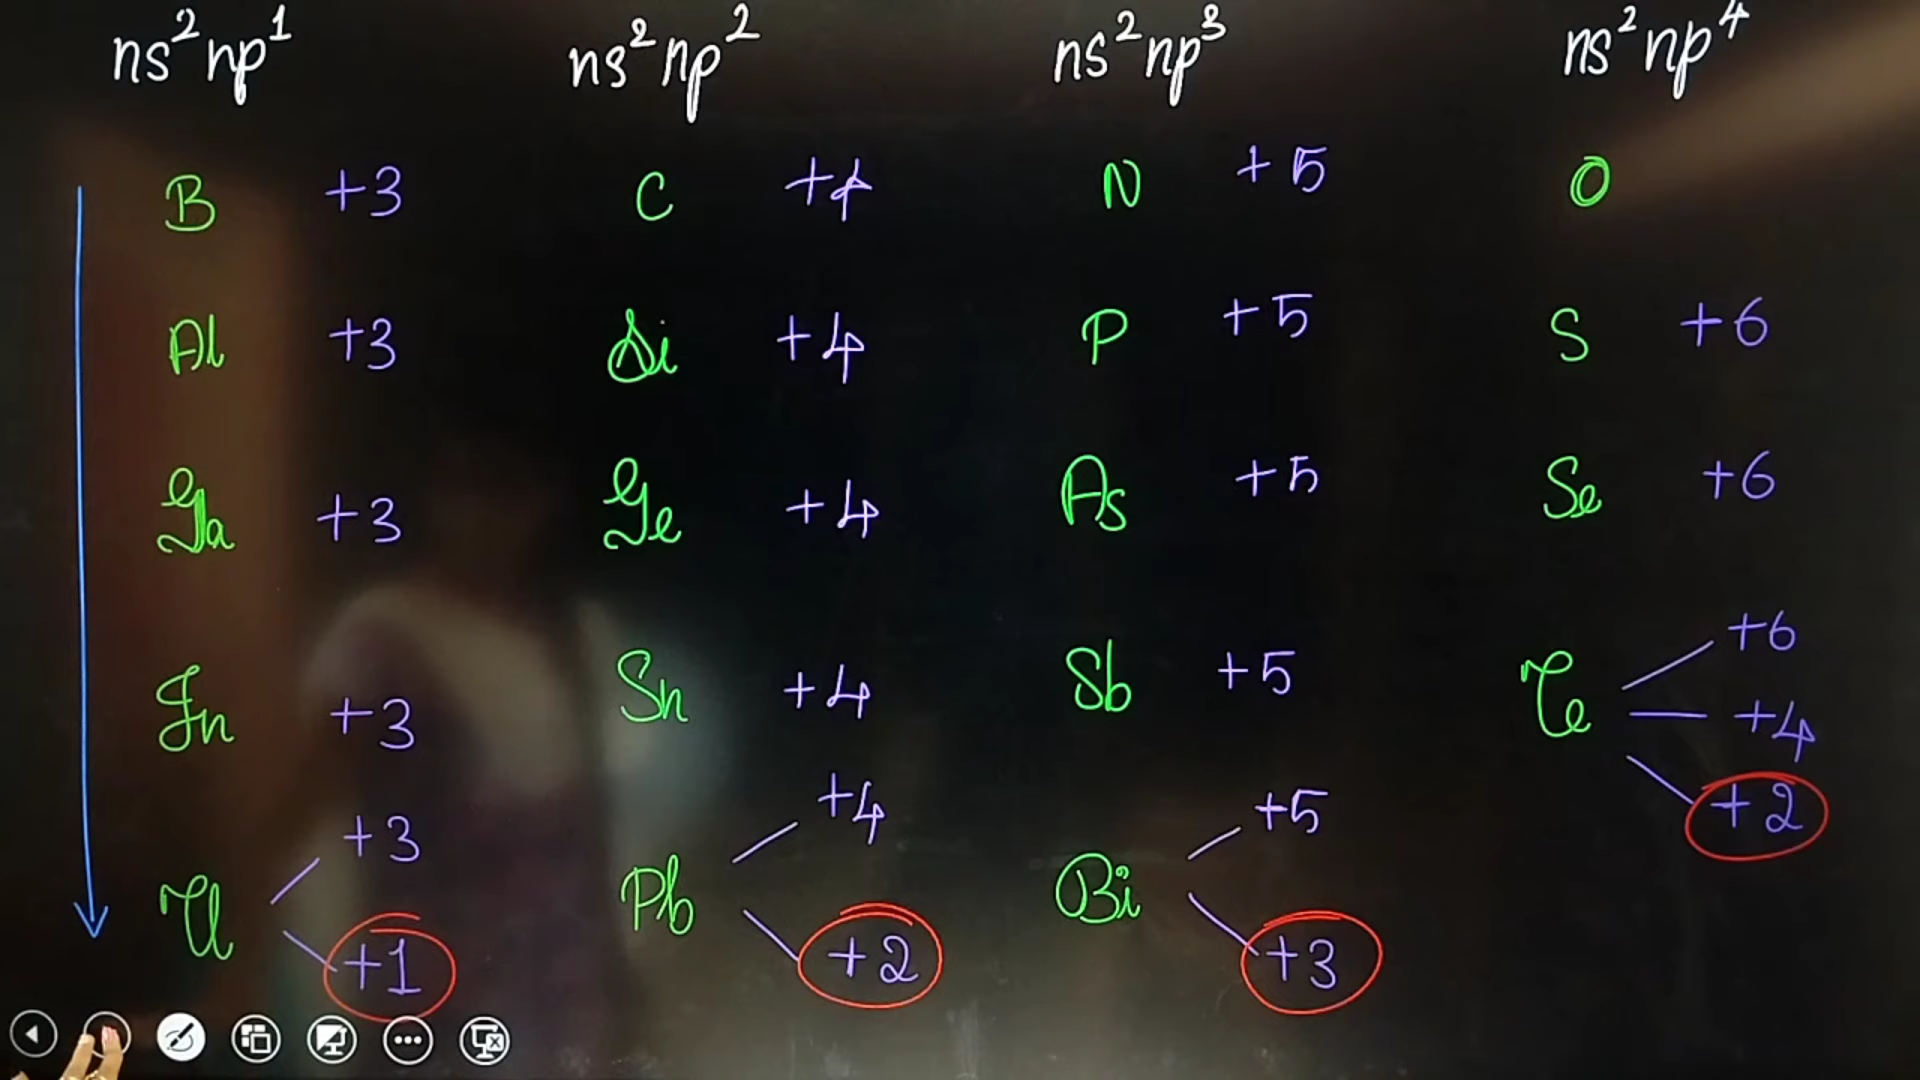 ns²np¹ ns²np² ns²np³ ns²np⁴
B +3 C +4 N +5 O
Al +3 Si +4 P +5 S +6
Ga +3 Ge +4 As +5 Se +6
In +3 Sn +4 Sb +5 Te +6 +4 +2
Tl +3 +1 Pb +4 +2 Bi +5 +3